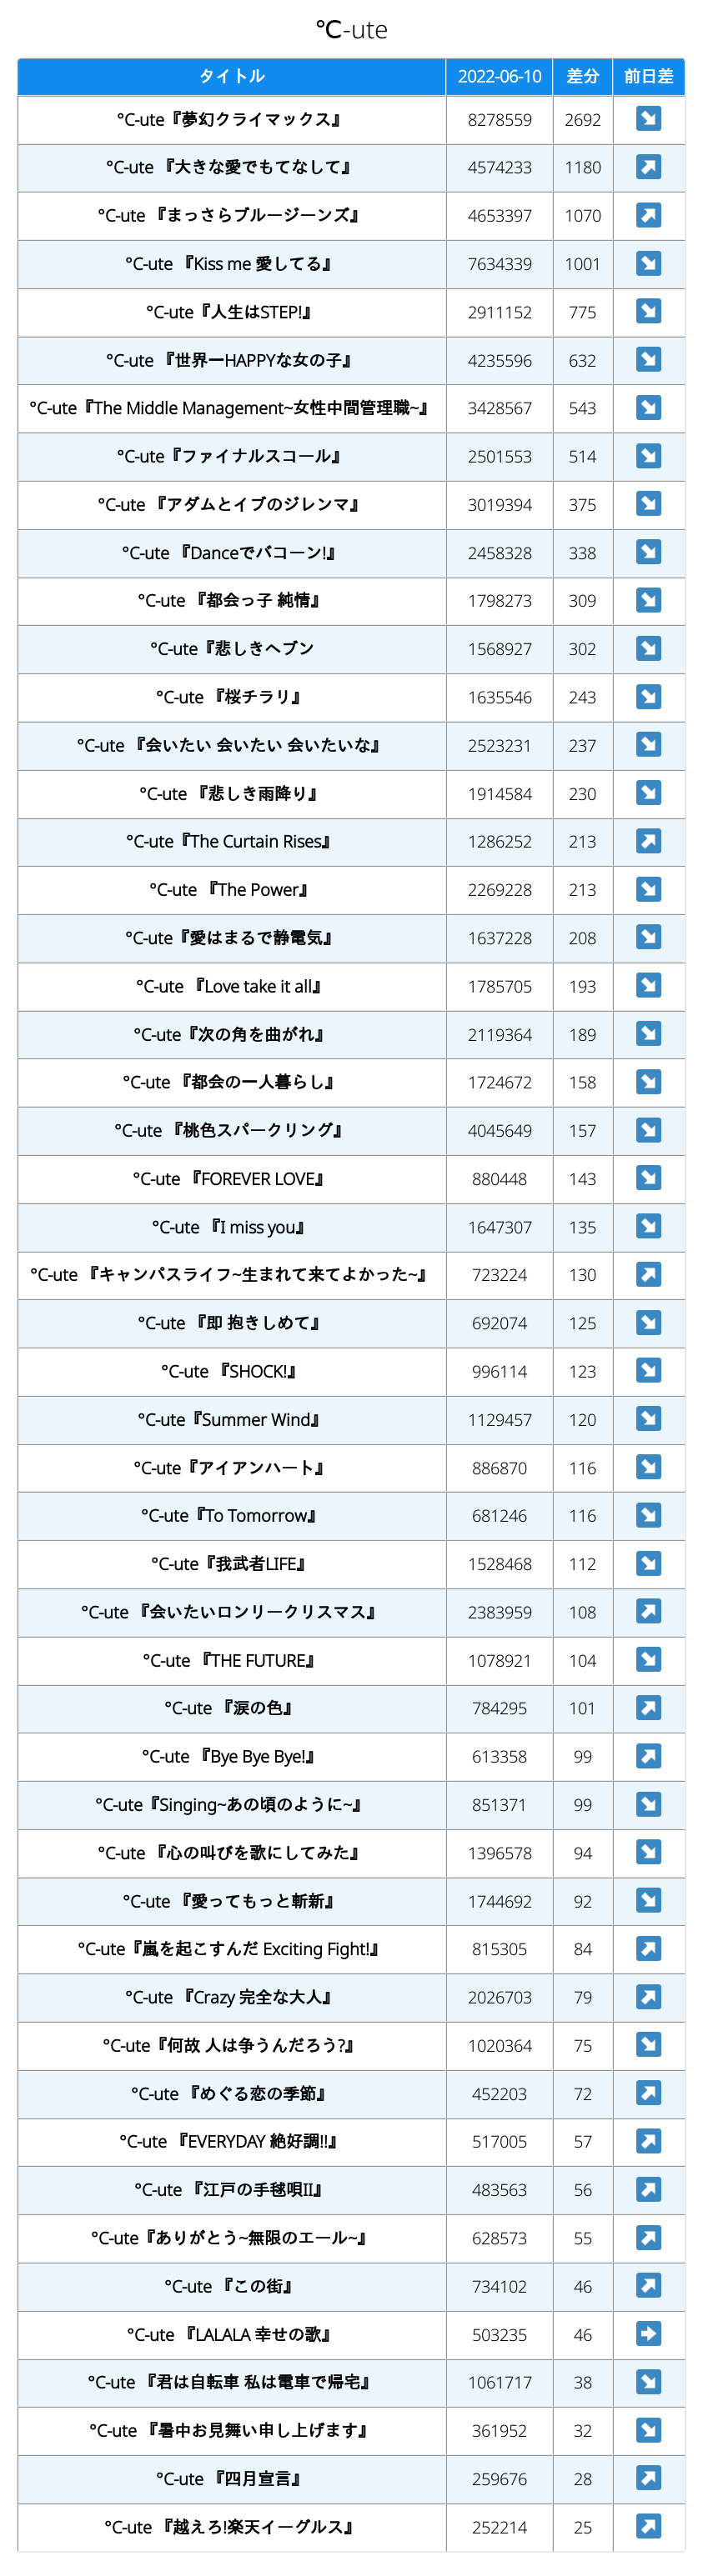 ℃-ute
タイトル 2022-06-10 差分 前日差
°C-ute『夢幻クライマックス』 8278559 2692 ↘
°C-ute 『大きな愛でもてなして』 4574233 1180 ↗
°C-ute 『まっさらブルージーンズ』 4653397 1070 ↗
°C-ute 『Kiss me 愛してる』 7634339 1001 ↘
°C-ute『人生はSTEP!』 2911152 775 ↘
°C-ute 『世界一HAPPYな女の子』 4235596 632 ↘
°C-ute『The Middle Management~女性中間管理職~』 3428567 543 ↘
°C-ute『ファイナルスコール』 2501553 514 ↘
°C-ute 『アダムとイブのジレンマ』 3019394 375 ↘
°C-ute 『Danceでバコーン!』 2458328 338 ↘
°C-ute 『都会っ子 純情』 1798273 309 ↘
°C-ute『悲しきヘブン 1568927 302 ↘
°C-ute 『桜チラリ』 1635546 243 ↘
°C-ute 『会いたい 会いたい 会いたいな』 2523231 237 ↘
°C-ute 『悲しき雨降り』 1914584 230 ↘
°C-ute『The Curtain Rises』 1286252 213 ↗
°C-ute 『The Power』 2269228 213 ↘
°C-ute『愛はまるで静電気』 1637228 208 ↘
°C-ute 『Love take it all』 1785705 193 ↘
°C-ute『次の角を曲がれ』 2119364 189 ↘
°C-ute 『都会の一人暮らし』 1724672 158 ↘
°C-ute 『桃色スパークリング』 4045649 157 ↘
°C-ute 『FOREVER LOVE』 880448 143 ↘
°C-ute 『I miss you』 1647307 135 ↘
°C-ute 『キャンパスライフ~生まれて来てよかった~』 723224 130 ↗
°C-ute 『即 抱きしめて』 692074 125 ↘
°C-ute 『SHOCK!』 996114 123 ↘
°C-ute『Summer Wind』 1129457 120 ↘
°C-ute『アイアンハート』 886870 116 ↘
°C-ute『To Tomorrow』 681246 116 ↘
°C-ute『我武者LIFE』 1528468 112 ↘
°C-ute 『会いたいロンリークリスマス』 2383959 108 ↗
°C-ute 『THE FUTURE』 1078921 104 ↘
°C-ute 『涙の色』 784295 101 ↗
°C-ute 『Bye Bye Bye!』 613358 99 ↗
°C-ute『Singing~あの頃のように~』 851371 99 ↘
°C-ute 『心の叫びを歌にしてみた』 1396578 94 ↘
°C-ute 『愛ってもっと斬新』 1744692 92 ↘
°C-ute『嵐を起こすんだ Exciting Fight!』 815305 84 ↗
°C-ute 『Crazy 完全な大人』 2026703 79 ↗
°C-ute『何故 人は争うんだろう?』 1020364 75 ↘
°C-ute 『めぐる恋の季節』 452203 72 ↗
°C-ute 『EVERYDAY 絶好調!!』 517005 57 ↗
°C-ute 『江戸の手毬唄II』 483563 56 ↗
°C-ute『ありがとう~無限のエール~』 628573 55 ↗
°C-ute 『この街』 734102 46 ↗
°C-ute 『LALALA 幸せの歌』 503235 46 ➡
°C-ute 『君は自転車 私は電車で帰宅』 1061717 38 ↘
°C-ute 『暑中お見舞い申し上げます』 361952 32 ↘
°C-ute 『四月宣言』 259676 28 ↗
°C-ute 『越えろ!楽天イーグルス』 252214 25 ↗